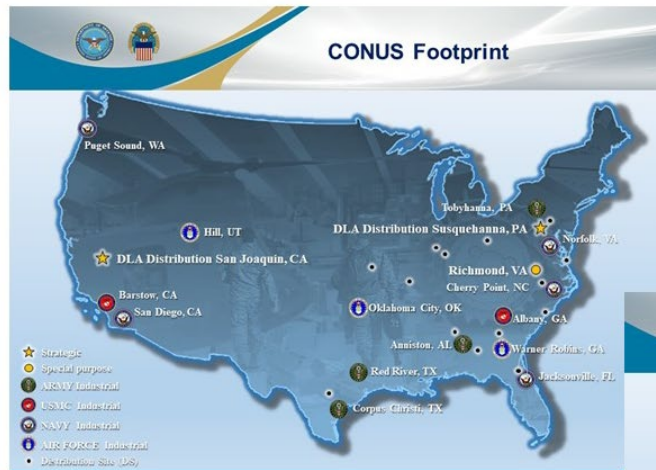 CONUS Footprint
Puget Sound, WA
Tobyhanna, PA
Hill, UT
DLA Distribution Susquehanna, PA
Norfolk, VA
DLA Distribution San Joaquin, CA
Richmond, VA
Cherry Point, NC
Barstow, CA
San Diego, CA
Oklahoma City, OK
Albany, GA
Anniston, AL
Warner Robins, GA
Red River, TX
Jacksonville, FL
Corpus Christi, TX
Strategic
Special purpose
ARMY Industrial
USMC Industrial
NAVY Industrial
AIR FORCE Industrial
Distribution Site (DS)